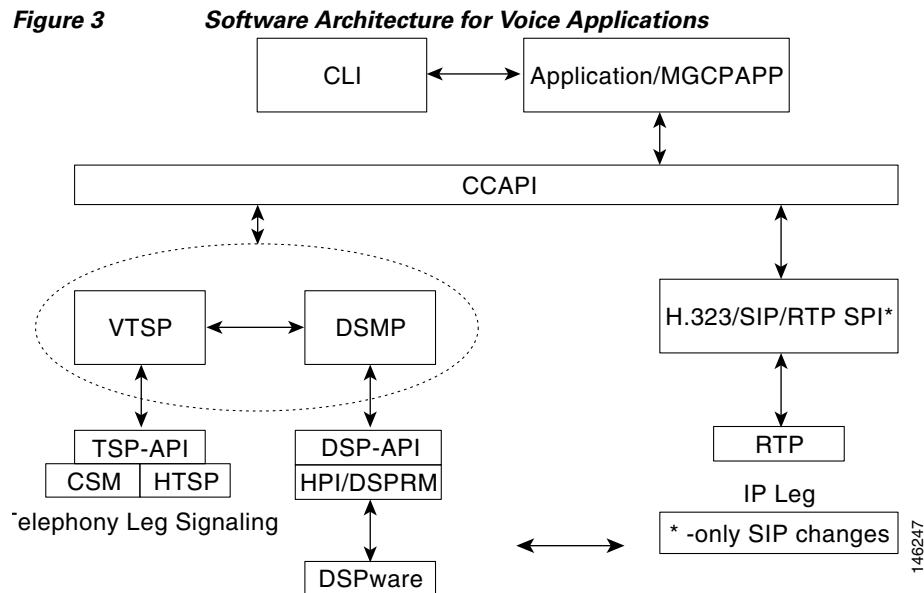 Figure 3 Software Architecture for Voice Applications
CLI
Application/MGCPAPP
CCAPI
VTSP
DSMP
H.323/SIP/RTP SPI*
TSP-API
DSP-API
RTP
CSM
HTSP
HPI/DSPRM
IP Leg
elephony Leg Signaling
* -only SIP changes
DSPware
146247